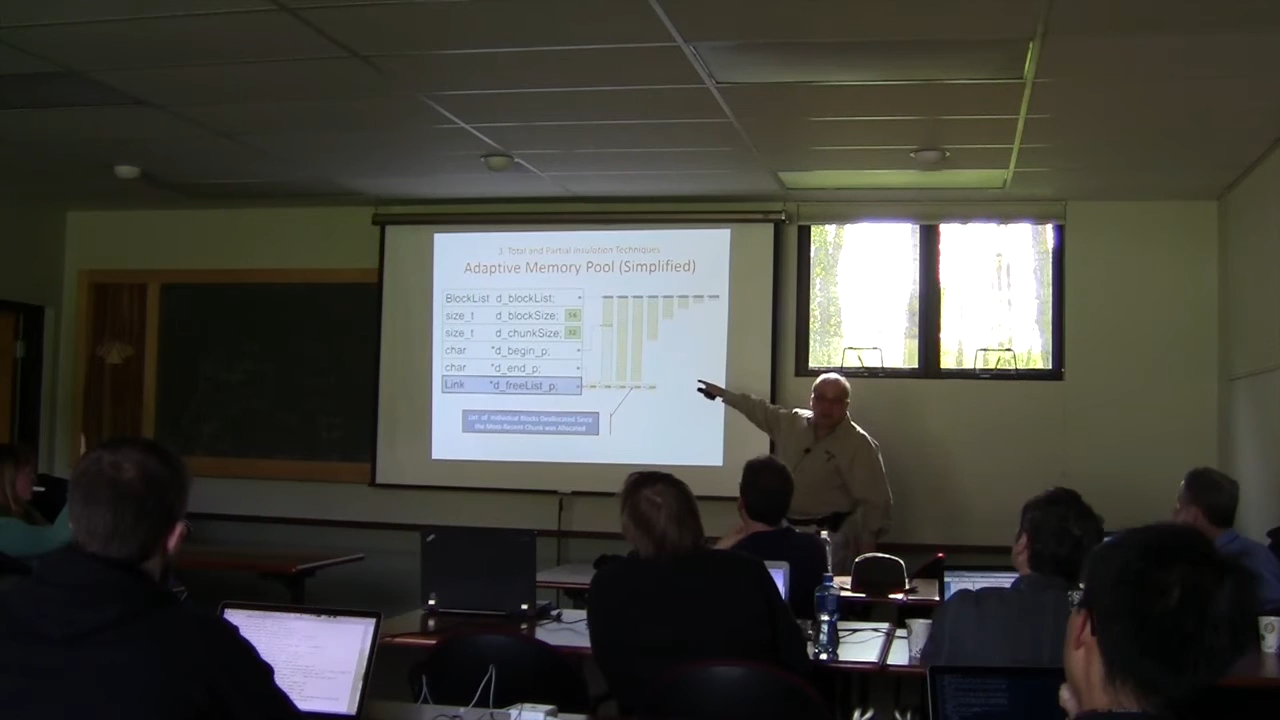 3. Total and Partial Insulation Techniques
Adaptive Memory Pool (Simplified)
BlockList d_blockList;
size_t d_blockSize; 16
size_t d_chunkSize; 32
char *d_begin_p;
char *d_end_p;
Link *d_freeList_p;
List of Individual Blocks Deallocated Since
the Most-Recent Chunk was Allocated